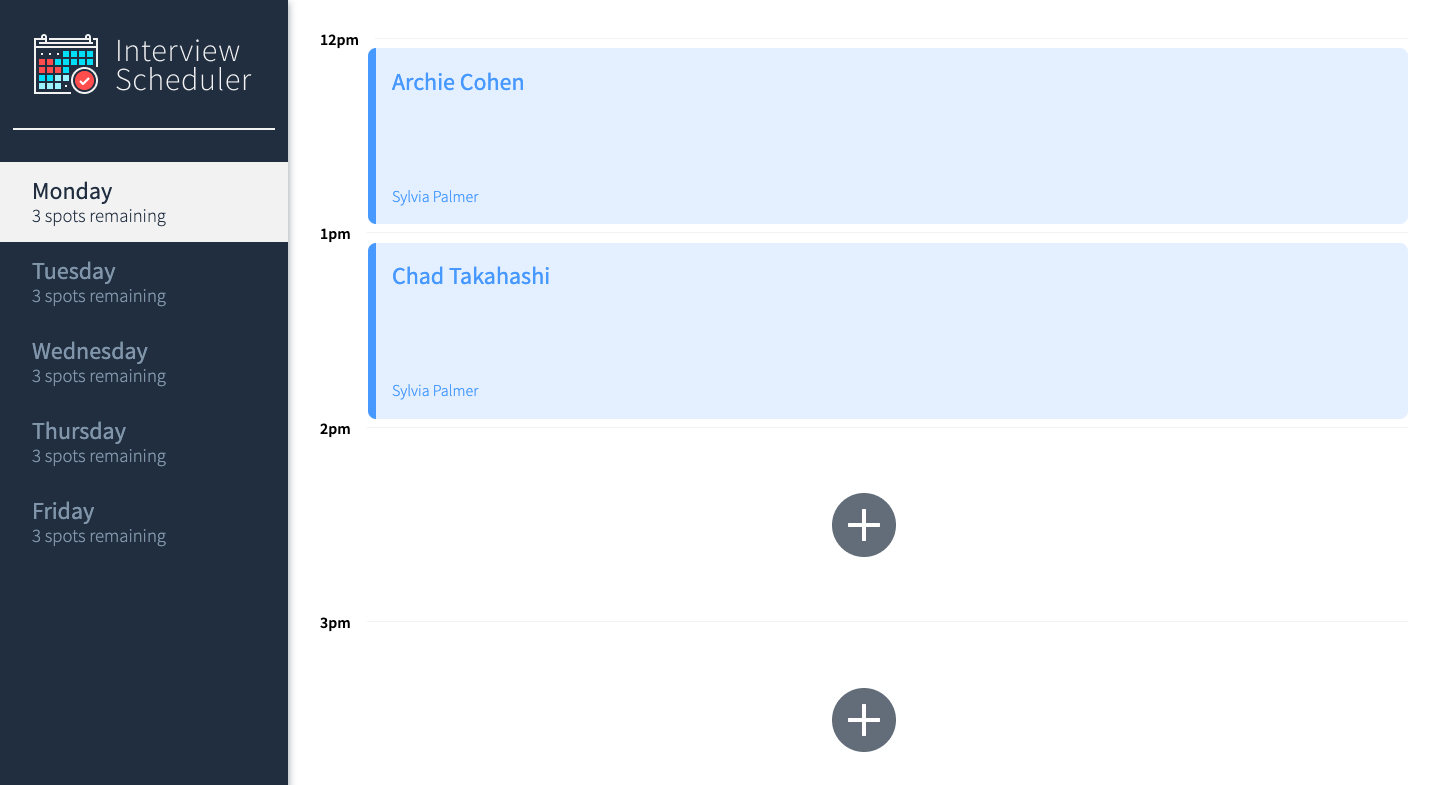 Interview
Scheduler
Monday
3 spots remaining
Tuesday
3 spots remaining
Wednesday
3 spots remaining
Thursday
3 spots remaining
Friday
3 spots remaining
12pm
Archie Cohen
Sylvia Palmer
1pm
Chad Takahashi
Sylvia Palmer
2pm
3pm